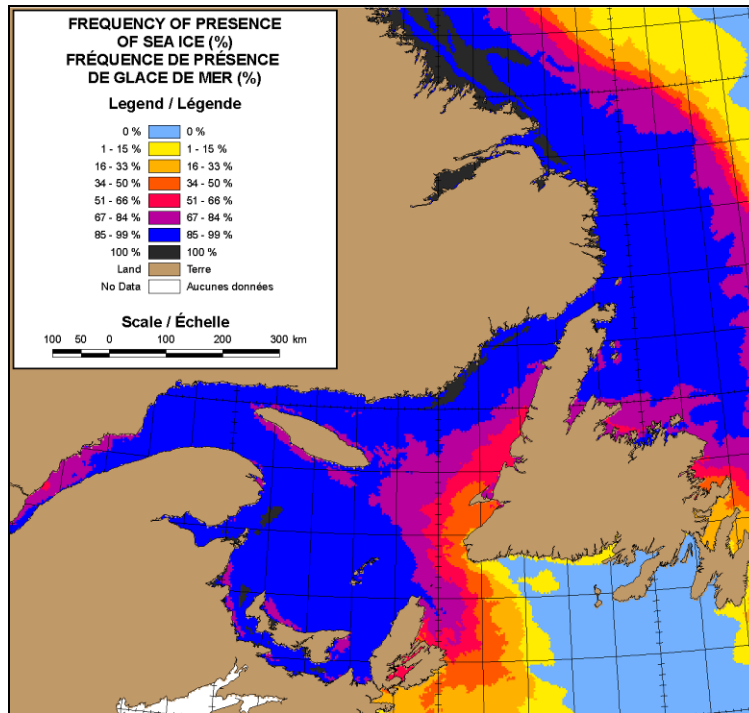 FREQUENCY OF PRESENCE
OF SEA ICE (%)
FRÉQUENCE DE PRÉSENCE
DE GLACE DE MER (%)
Legend / Légende
0 % 0 %
1 - 15 % 1 - 15 %
16 - 33 % 16 - 33 %
34 - 50 % 34 - 50 %
51 - 66 % 51 - 66 %
67 - 84 % 67 - 84 %
85 - 99 % 85 - 99 %
100 % 100 %
Land Terre
No Data Aucunes données
Scale / Échelle
100 50 0 100 200 300 km